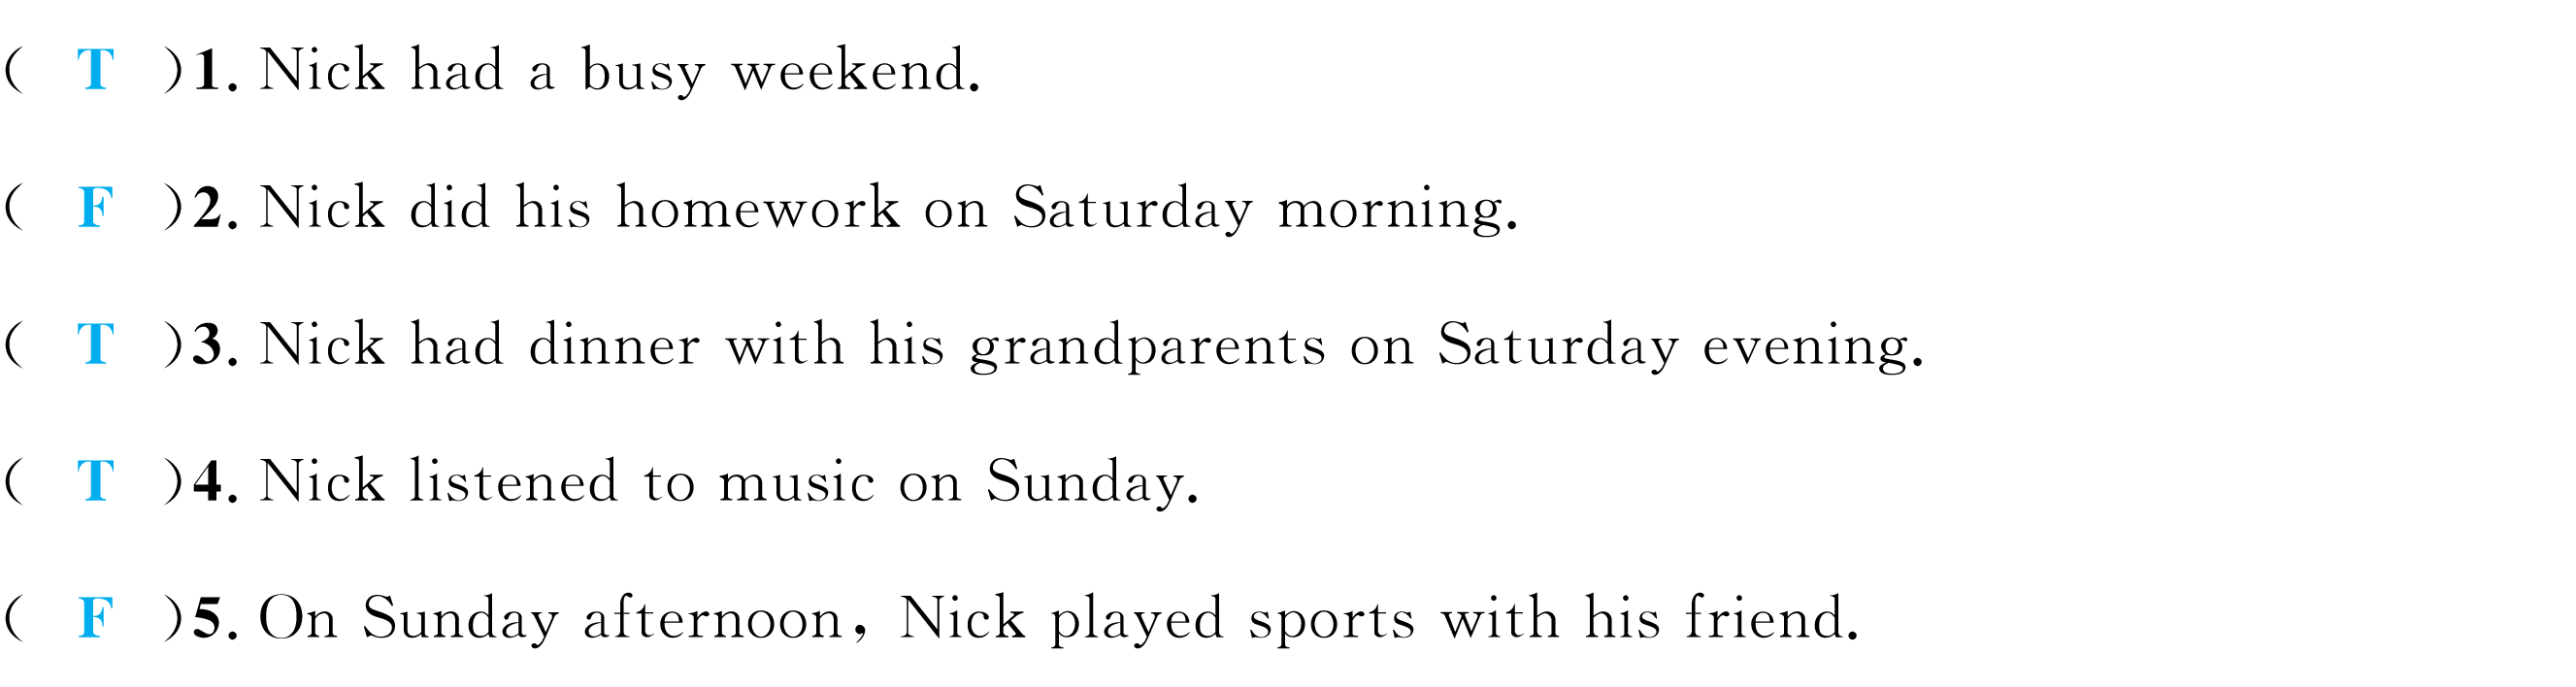 ( T )1. Nick had a busy weekend.
( F )2. Nick did his homework on Saturday morning.
( T )3. Nick had dinner with his grandparents on Saturday evening.
( T )4. Nick listened to music on Sunday.
( F )5. On Sunday afternoon, Nick played sports with his friend.